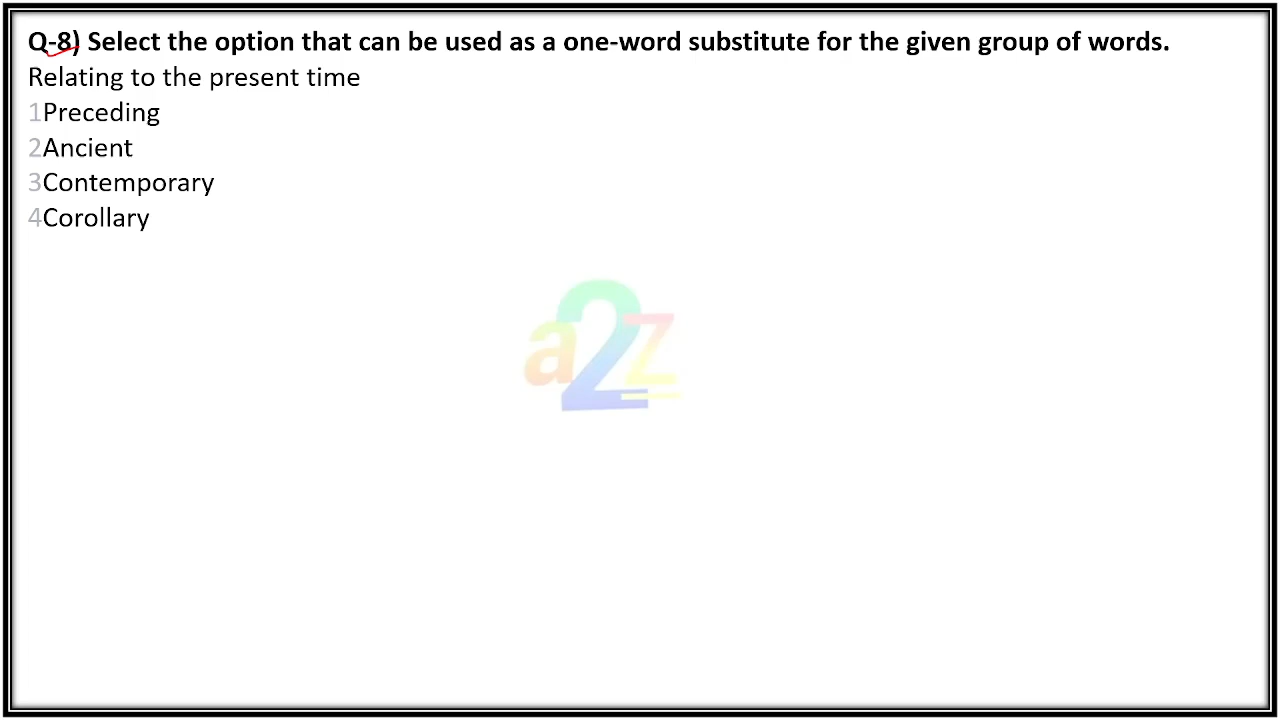 Q-8) Select the option that can be used as a one-word substitute for the given group of words.
Relating to the present time
1Preceding
2Ancient
3Contemporary
4Corollary
a2z